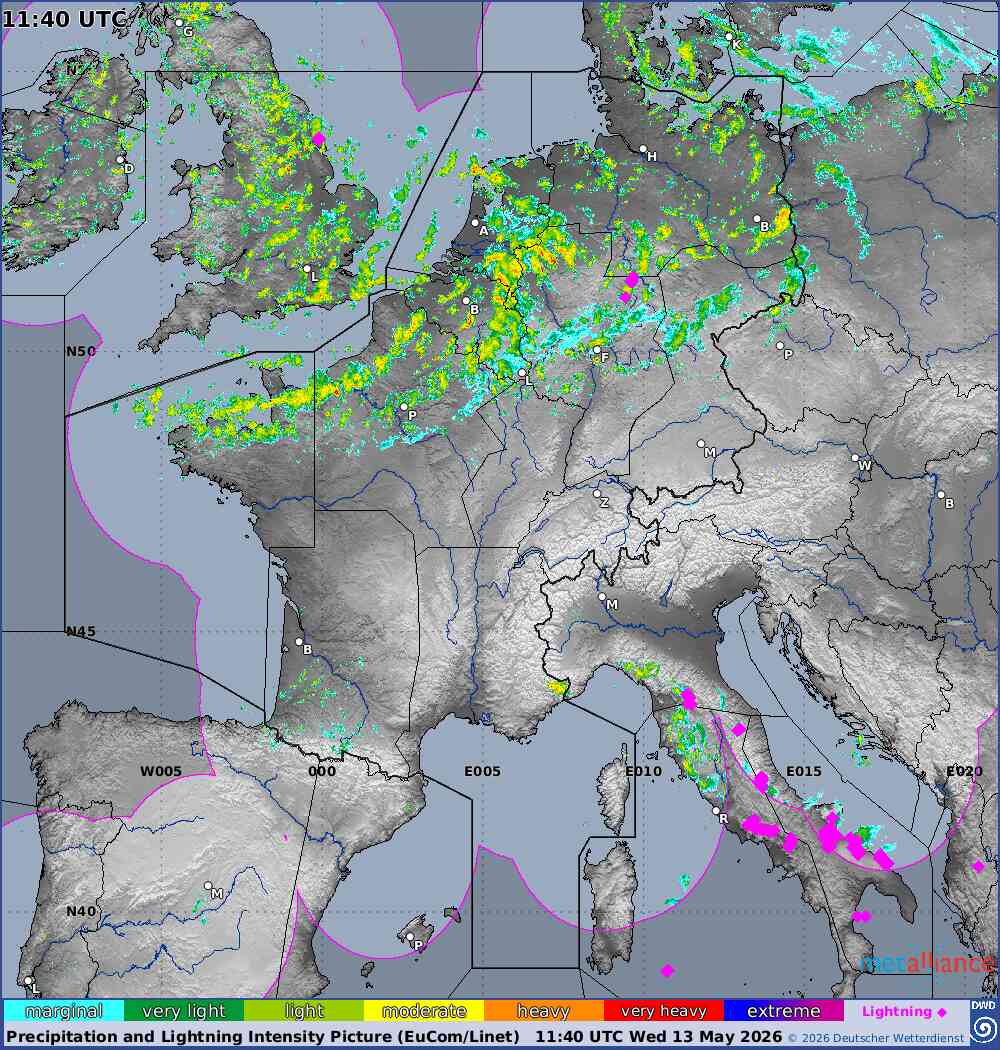 11:40 UTC
G
K
N55
D
H
A
B
L
B
N50
F
P
L
P
M
W
Z
B
M
N45
B
W005
000
E005
E010
E015
E020
R
M
N40
P
L
metalliance
marginal
very light
light
moderate
heavy
very heavy
extreme
Lightning
DWD
Precipitation and Lightning Intensity Picture (EuCom/Linet) 11:40 UTC Wed 13 May 2026 © 2026 Deutscher Wetterdienst